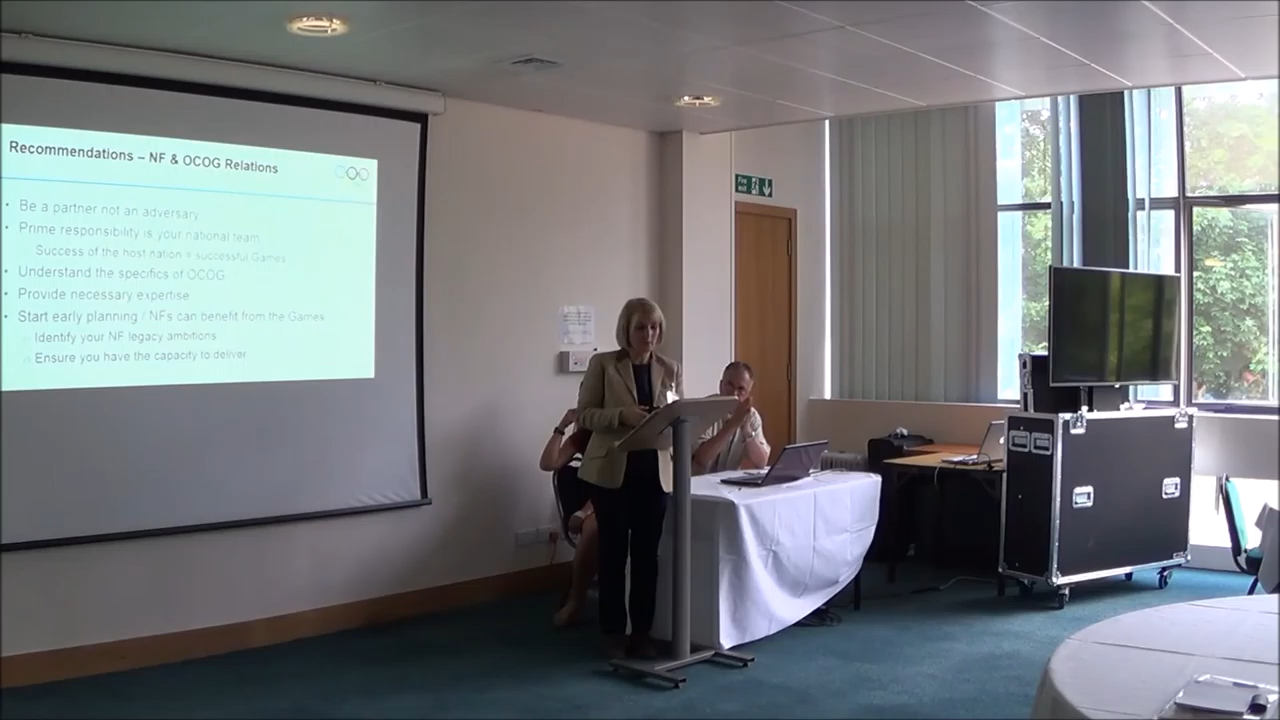 Recommendations – NF & OCOG Relations
• Be a partner not an adversary
• Prime responsibility is your national team
Success of the host nation = successful Games
• Understand the specifics of OCOG
• Provide necessary expertise
• Start early planning / NFs can benefit from the Games
Identify your NF legacy ambitions
Ensure you have the capacity to deliver
Fire exit